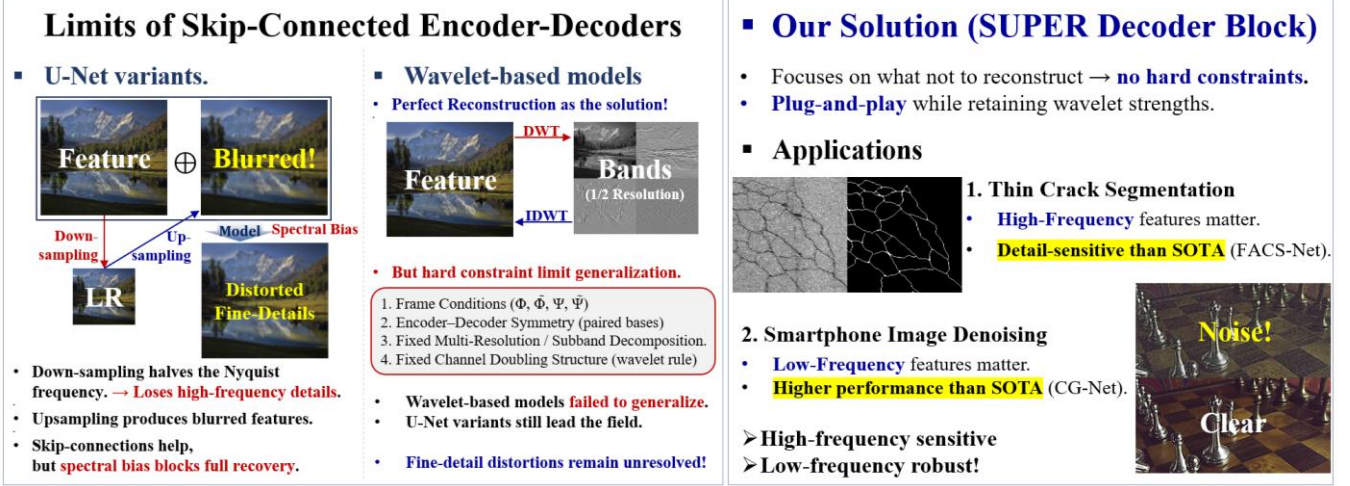 Limits of Skip-Connected Encoder-Decoders
▪ U-Net variants.
Feature ⊕ Blurred!
Down-
sampling
Up-
sampling
Model
Spectral Bias
LR
Distorted
Fine-Details
• Down-sampling halves the Nyquist
frequency. → Loses high-frequency details.
• Upsampling produces blurred features.
• Skip-connections help,
but spectral bias blocks full recovery.
▪ Wavelet-based models
• Perfect Reconstruction as the solution!
Feature
DWT
IDWT
Bands
(1/2 Resolution)
• But hard constraint limit generalization.
1. Frame Conditions (Φ, Φ̃, Ψ, Ψ̃)
2. Encoder–Decoder Symmetry (paired bases)
3. Fixed Multi-Resolution / Subband Decomposition.
4. Fixed Channel Doubling Structure (wavelet rule)
• Wavelet-based models failed to generalize.
• U-Net variants still lead the field.
• Fine-detail distortions remain unresolved!
▪ Our Solution (SUPER Decoder Block)
• Focuses on what not to reconstruct → no hard constraints.
• Plug-and-play while retaining wavelet strengths.
▪ Applications
1. Thin Crack Segmentation
• High-Frequency features matter.
• Detail-sensitive than SOTA (FACS-Net).
2. Smartphone Image Denoising
• Low-Frequency features matter.
• Higher performance than SOTA (CG-Net).
Noise!
Clear
➢High-frequency sensitive
➢Low-frequency robust!